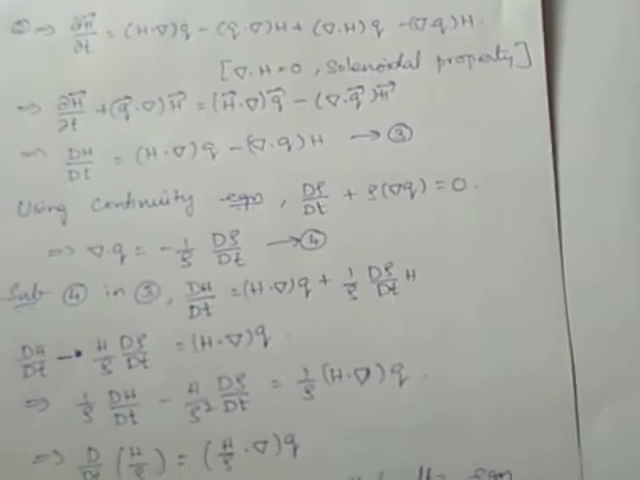 ② ⇒ ∂H⃗/∂t = (H·∇)q - (q·∇)H + (∇·H)q - (∇q)H.
[∇·H=0, Solenoidal property]
⇒ ∂H⃗/∂t + (q⃗·∇)H⃗ = (H⃗·∇)q⃗ - (∇·q⃗)H⃗
⇒ DH/Dt = (H·∇)q - (∇·q)H → ③
Using Continuity eqn, Dρ/Dt + ρ(∇q) = 0.
⇒ ∇·q = -1/ρ Dρ/Dt → ④
Sub ④ in ③, DH/Dt = (H·∇)q + 1/ρ Dρ/Dt H
DH/Dt - H/ρ Dρ/Dt = (H·∇)q
⇒ 1/ρ DH/Dt - H/ρ² Dρ/Dt = 1/ρ (H·∇)q.
⇒ D/Dt (H/ρ) = (H/ρ ·∇)q